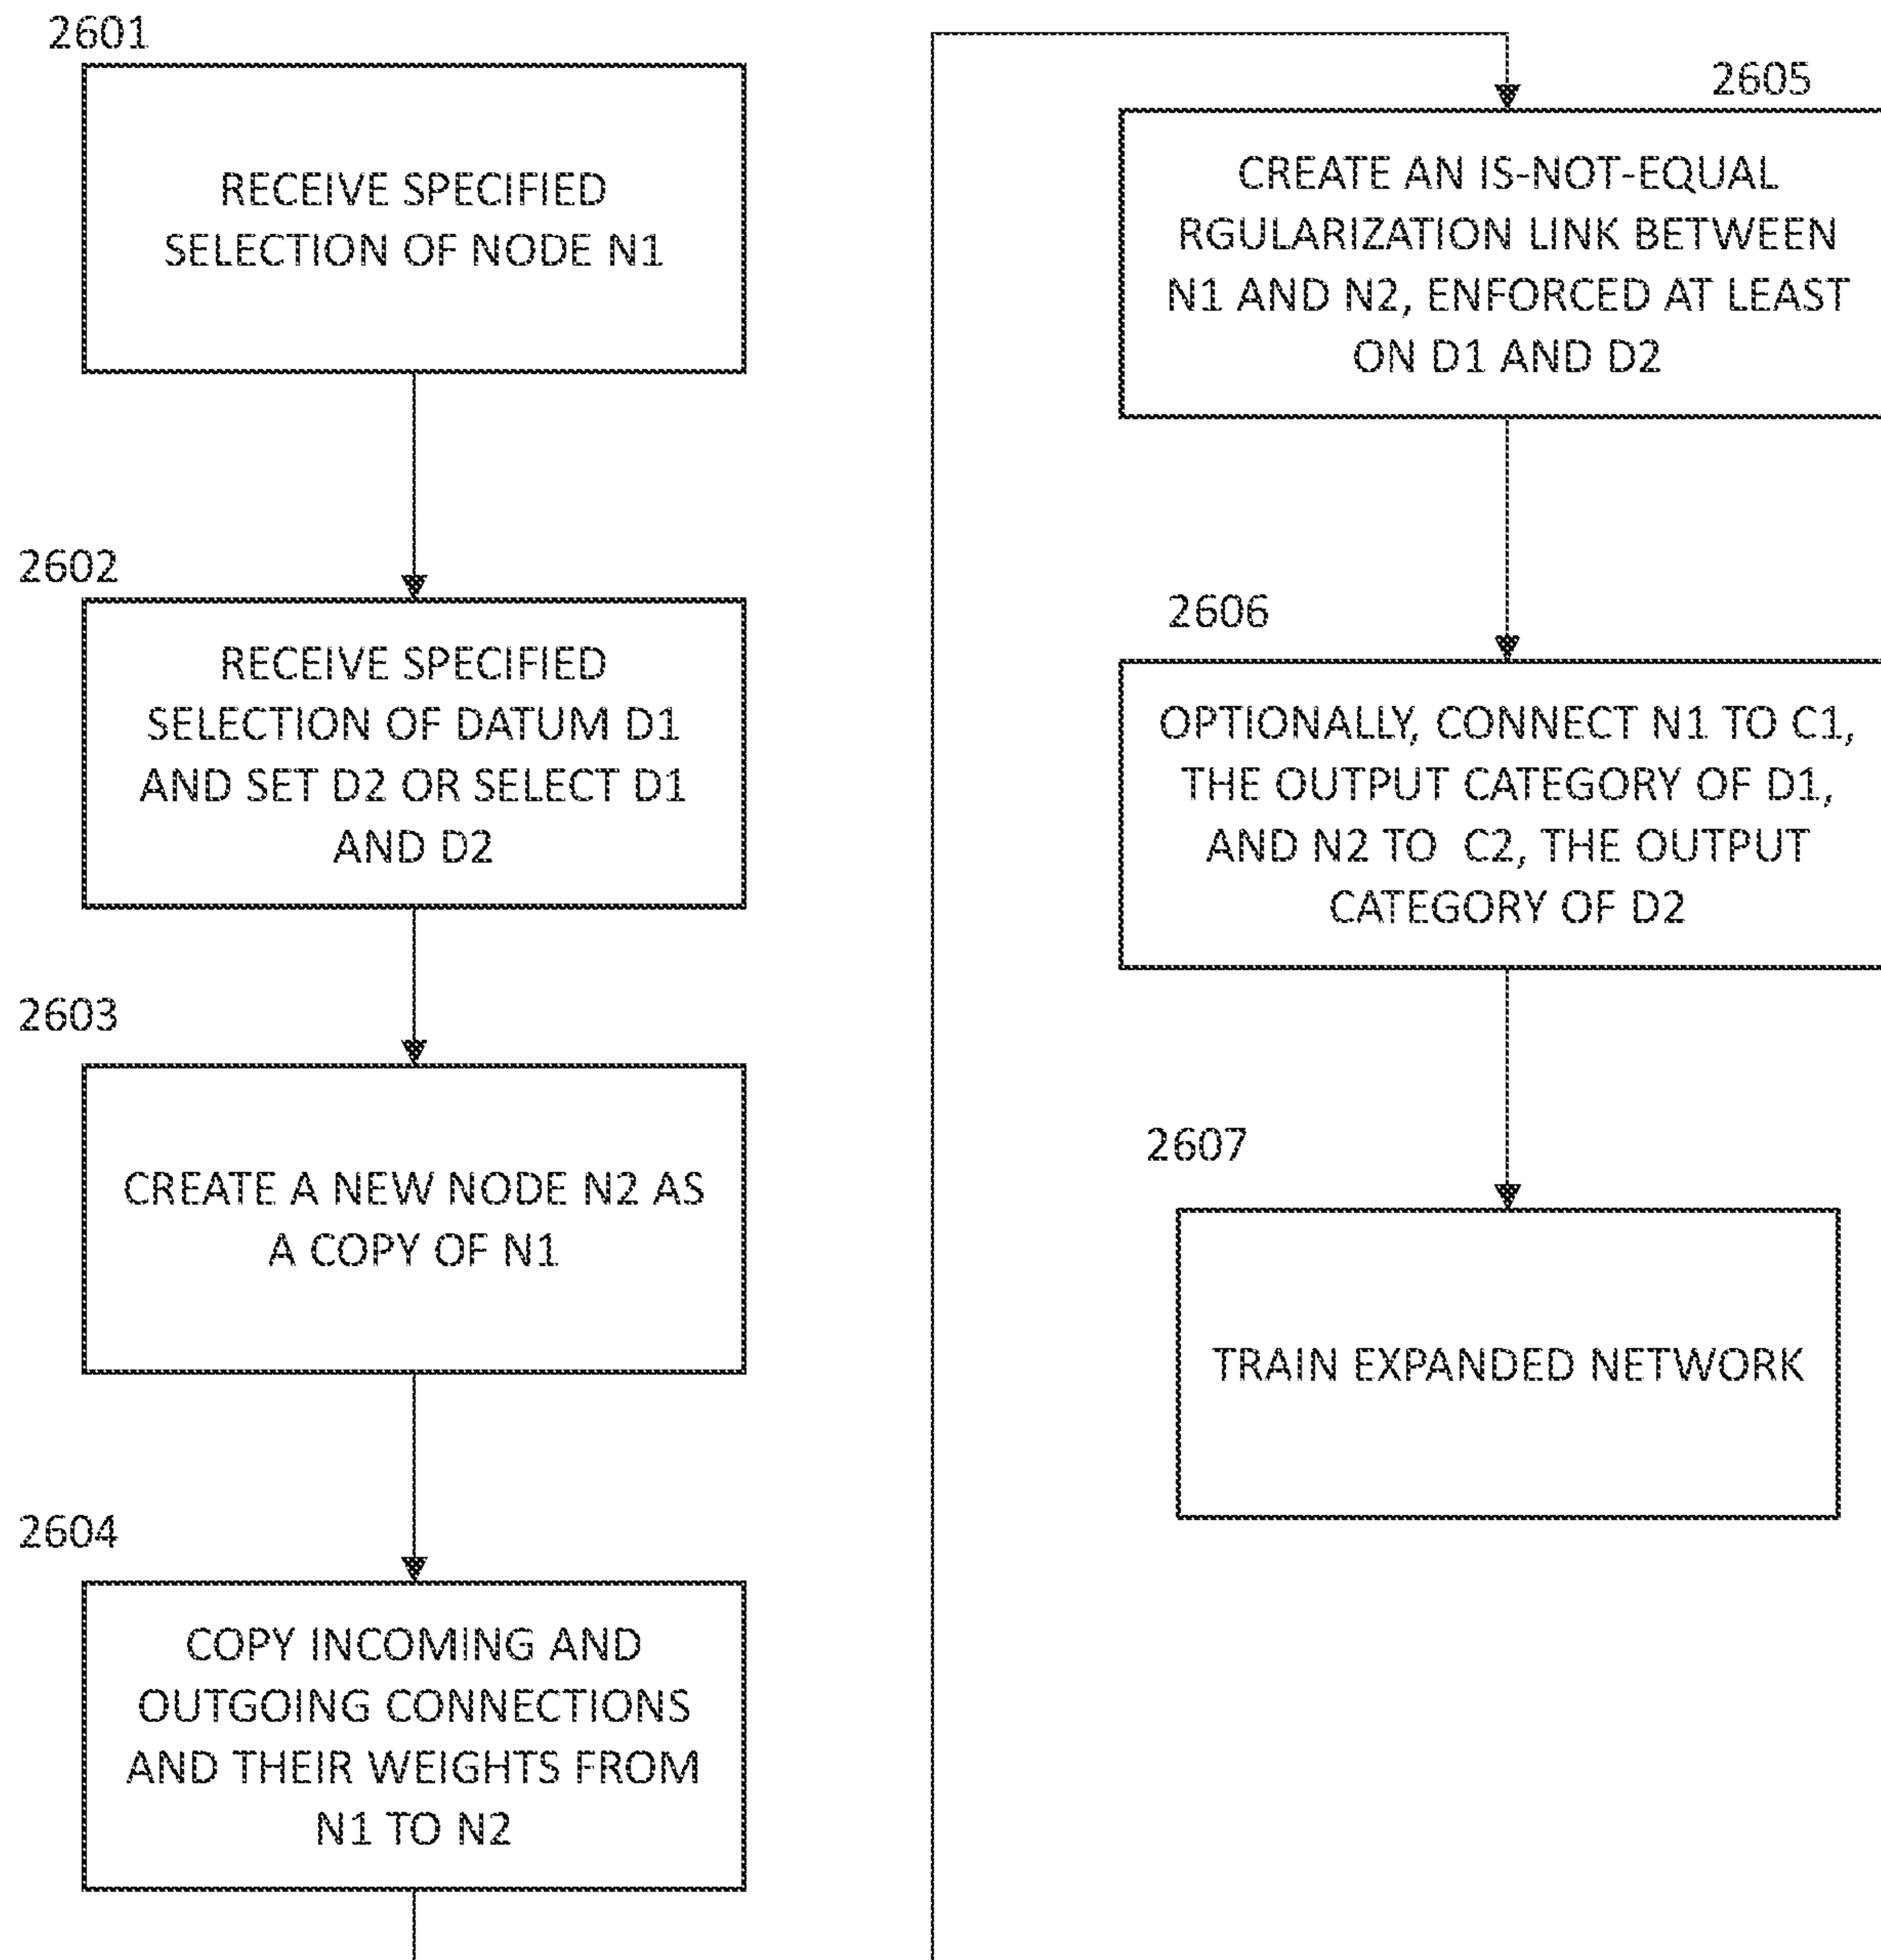 2601
RECEIVE SPECIFIED
SELECTION OF NODE N1
2602
RECEIVE SPECIFIED
SELECTION OF DATUM D1
AND SET D2 OR SELECT D1
AND D2
2603
CREATE A NEW NODE N2 AS
A COPY OF N1
2604
COPY INCOMING AND
OUTGOING CONNECTIONS
AND THEIR WEIGHTS FROM
N1 TO N2
2605
CREATE AN IS-NOT-EQUAL
RGULARIZATION LINK BETWEEN
N1 AND N2, ENFORCED AT LEAST
ON D1 AND D2
2606
OPTIONALLY, CONNECT N1 TO C1,
THE OUTPUT CATEGORY OF D1,
AND N2 TO C2, THE OUTPUT
CATEGORY OF D2
2607
TRAIN EXPANDED NETWORK